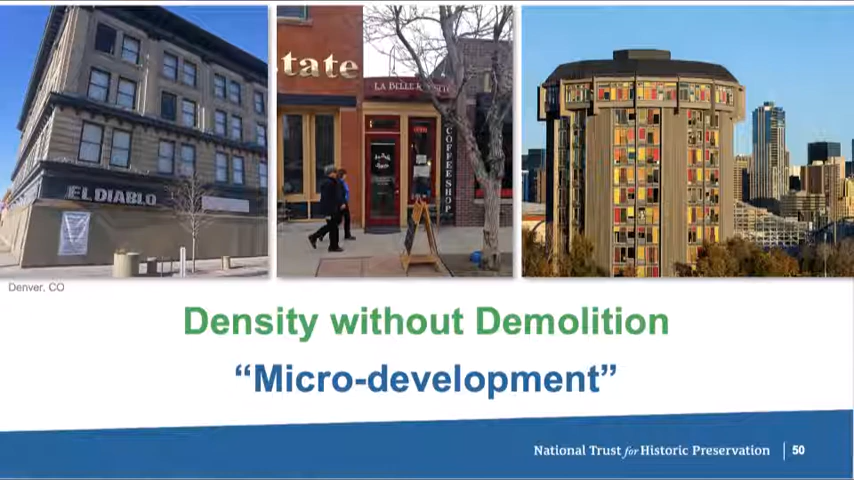 EL DIABLO
state
LA BELLE R
COFFEE SHOP
Denver, CO
Density without Demolition
“Micro-development”
National Trust for Historic Preservation 50